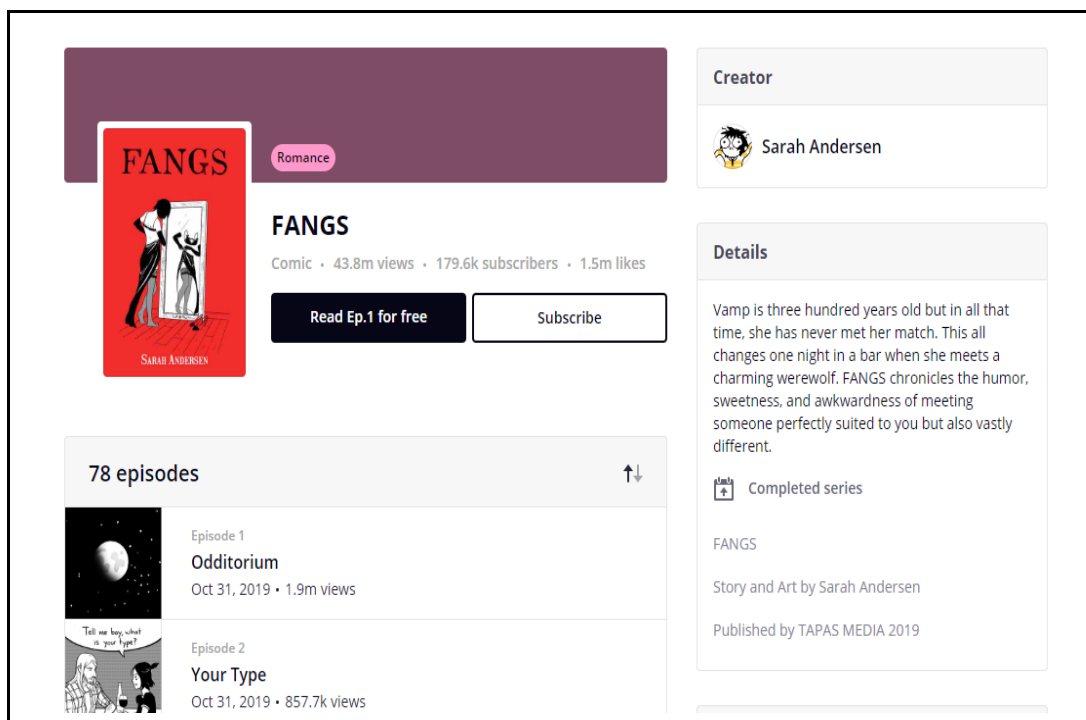 FANGS
SARAH ANDERSEN
Romance
FANGS
Comic • 43.8m views • 179.6k subscribers • 1.5m likes
Read Ep.1 for free
Subscribe
78 episodes
Episode 1
Odditorium
Oct 31, 2019 • 1.9m views
Tell me boy, what
is your type?
Episode 2
Your Type
Oct 31, 2019 • 857.7k views
Creator
Sarah Andersen
Details
Vamp is three hundred years old but in all that
time, she has never met her match. This all
changes one night in a bar when she meets a
charming werewolf. FANGS chronicles the humor,
sweetness, and awkwardness of meeting
someone perfectly suited to you but also vastly
different.
Completed series
FANGS
Story and Art by Sarah Andersen
Published by TAPAS MEDIA 2019